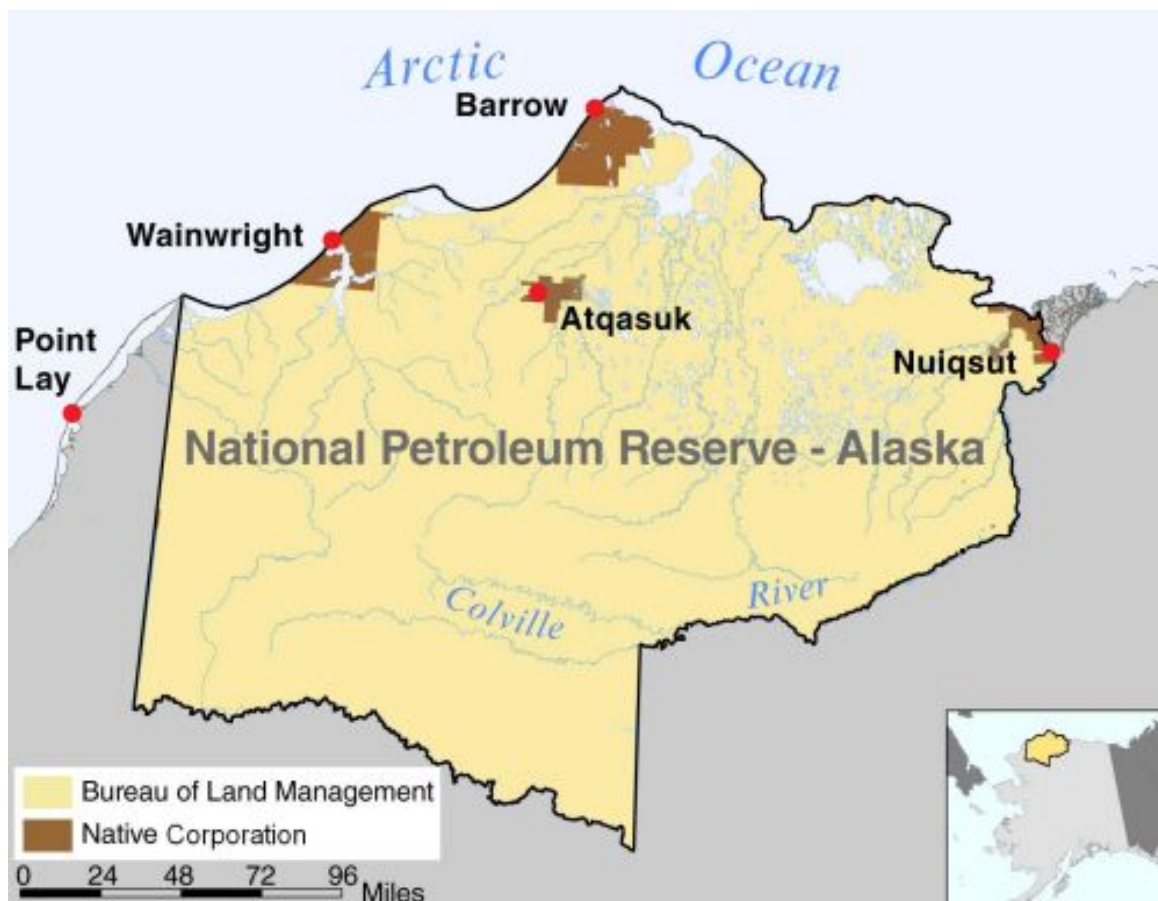 Arctic Ocean
Barrow
Wainwright
Atqasuk
Point
Lay
Nuiqsut
National Petroleum Reserve - Alaska
Colville River
Bureau of Land Management
Native Corporation
0 24 48 72 96 Miles